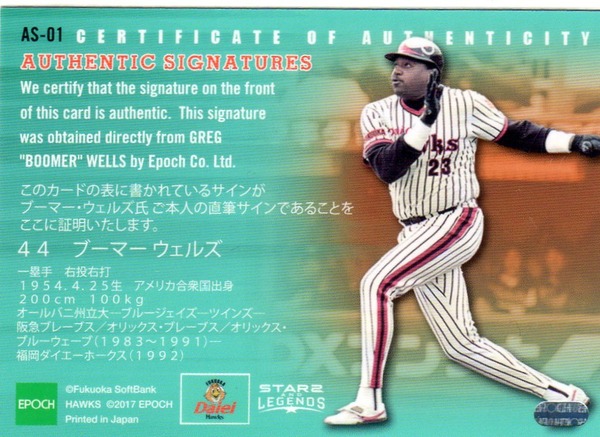 AS-01 CERTIFICATE OF AUTHENTICITY
AUTHENTIC SIGNATURES
We certify that the signature on the front
of this card is authentic. This signature
was obtained directly from GREG
"BOOMER" WELLS by Epoch Co. Ltd.
このカードの表に書かれているサインが
ブーマー・ウェルズ氏ご本人の直筆サインであることを
ここに証明いたします。
44 ブーマー ウェルズ
一塁手 右投右打
1954.4.25生 アメリカ合衆国出身
200cm 100kg
オールバニ州立大―ブルージェイズ―ツインズ―
阪急ブレーブス／オリックス・ブレーブス／オリックス・
ブルーウェーブ(1983～1991)―
福岡ダイエーホークス(1992)
EPOCH
©Fukuoka SoftBank
HAWKS ©2017 EPOCH
Printed in Japan
FUKUOKA
Daiei
Hawks
STARS AND LEGENDS
23